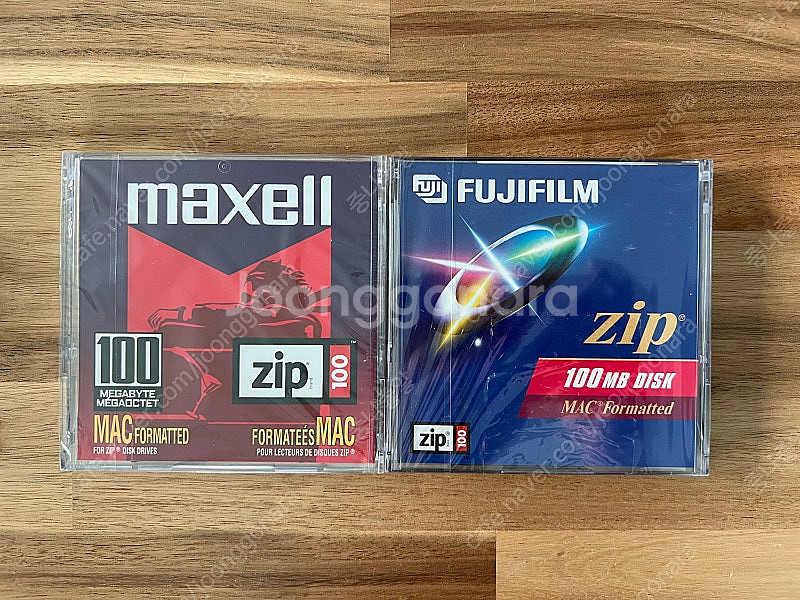 maxell
100
MEGABYTE
MÉGAOCTET
zip
100
MAC FORMATTED
FOR ZIP® DISK DRIVES
FORMATEÉS MAC
POUR LECTEURS DE DISQUES ZIP®
FUJI FUJIFILM
zip®
100MB DISK
MAC® Formatted
zip
100
Joonggonara